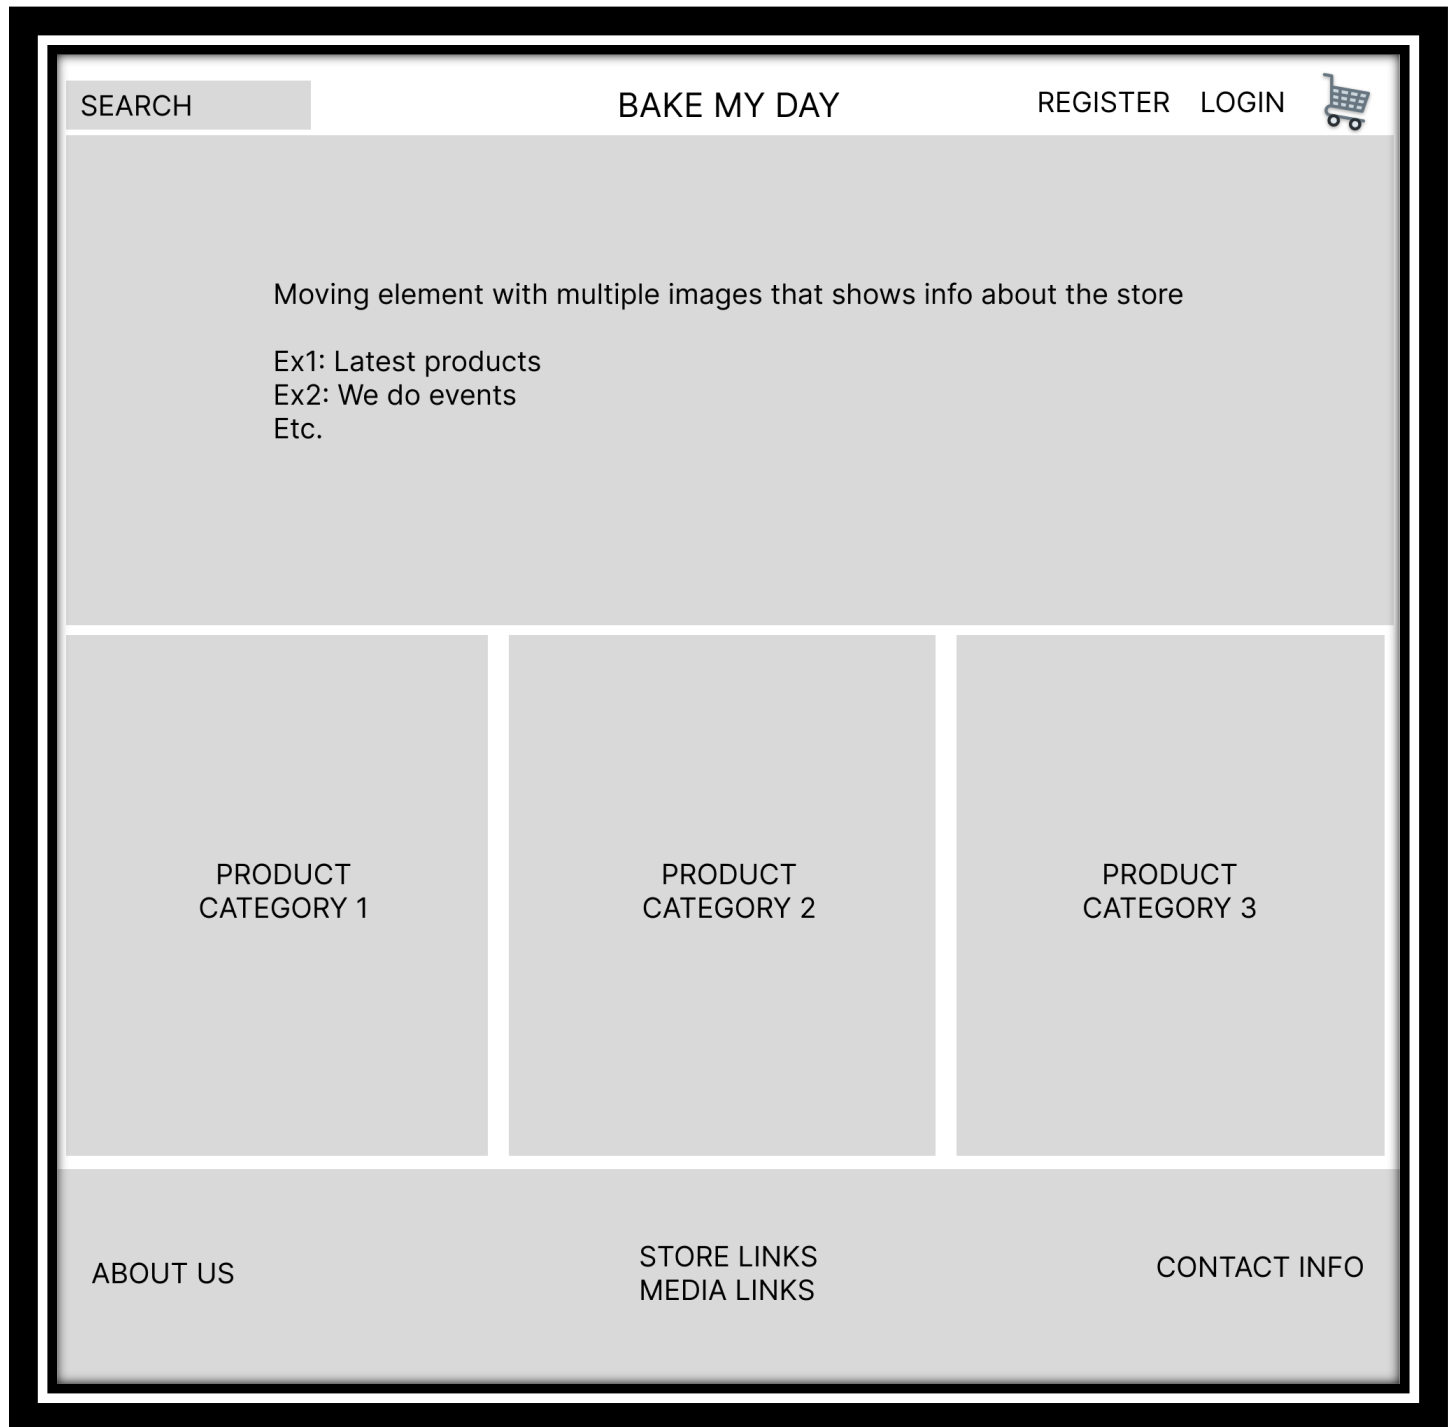 SEARCH
BAKE MY DAY
REGISTER
LOGIN
Moving element with multiple images that shows info about the store
Ex1: Latest products
Ex2: We do events
Etc.
PRODUCT
CATEGORY 1
PRODUCT
CATEGORY 2
PRODUCT
CATEGORY 3
ABOUT US
STORE LINKS
MEDIA LINKS
CONTACT INFO